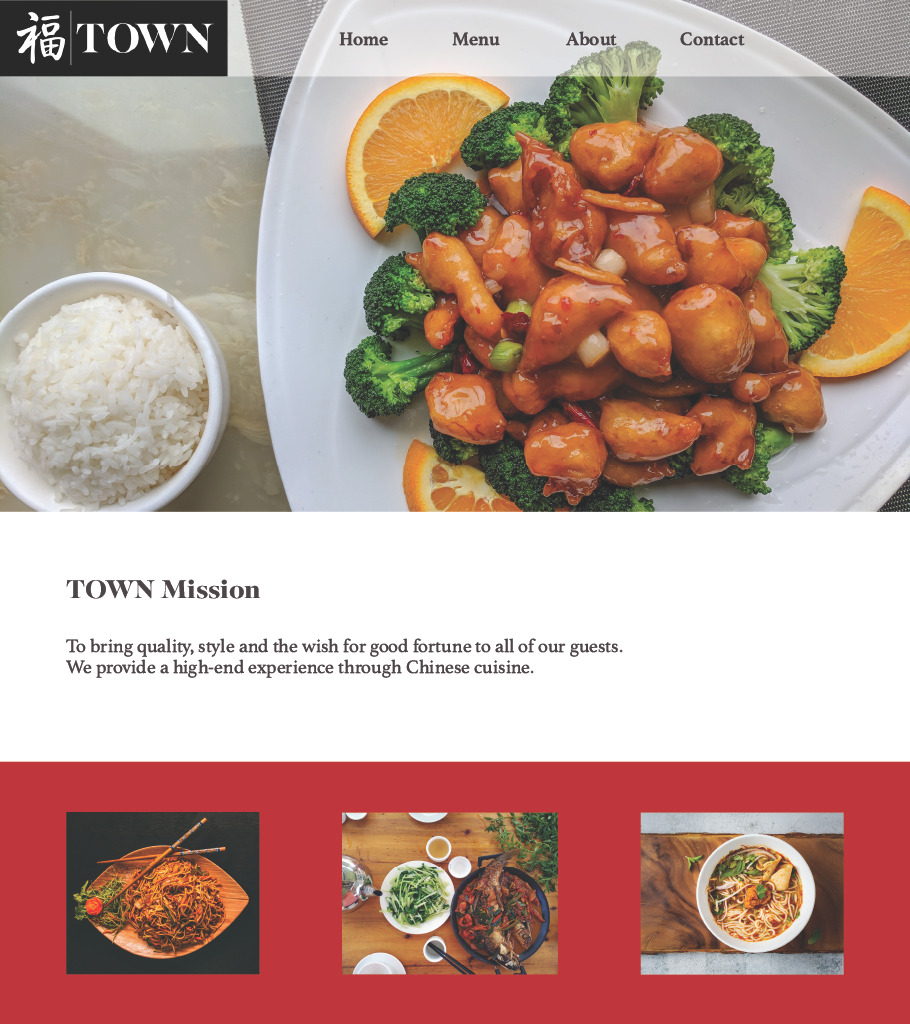 福 TOWN
Home Menu About Contact
TOWN Mission
To bring quality, style and the wish for good fortune to all of our guests.
We provide a high-end experience through Chinese cuisine.